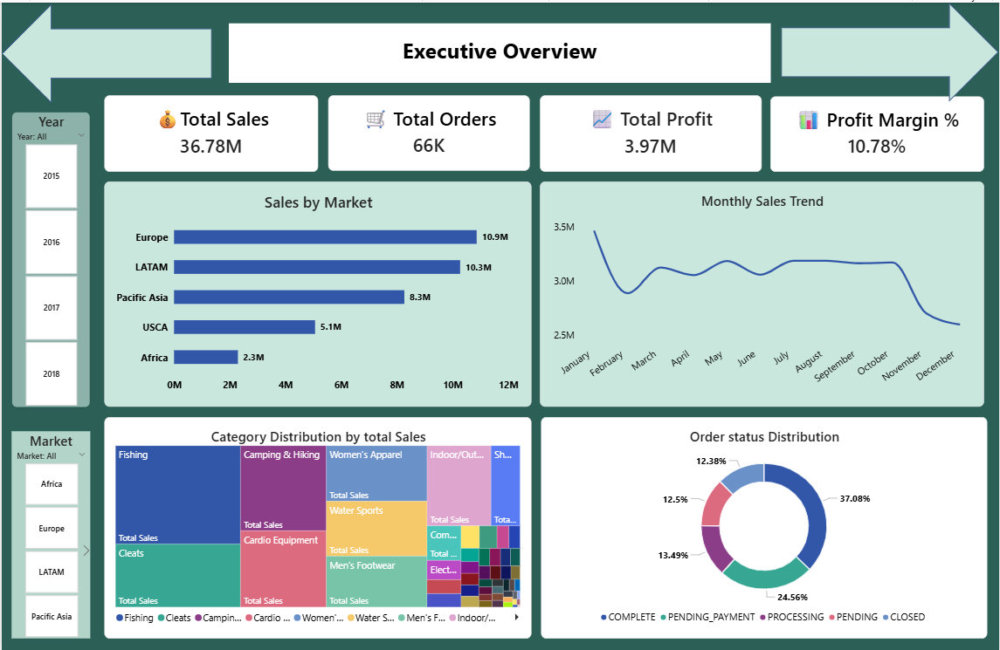 Executive Overview
Total Sales
36.78M
Total Orders
66K
Total Profit
3.97M
Profit Margin %
10.78%
Year
Year: All
2015
2016
2017
2018
Market
Market: All
Africa
Europe
LATAM
Pacific Asia
Sales by Market
Europe
10.9M
LATAM
10.3M
Pacific Asia
8.3M
USCA
5.1M
Africa
2.3M
0M 2M 4M 6M 8M 10M 12M
Monthly Sales Trend
3.5M
3.0M
2.5M
January February March April May June July August September October November December
Category Distribution by total Sales
Fishing
Total Sales
Cleats
Total Sales
Camping & Hiking
Total Sales
Cardio Equipment
Total Sales
Women's Apparel
Total Sales
Water Sports
Total Sales
Men's Footwear
Total Sales
Indoor/Out...
Total Sales
Sh...
Tota...
Com...
Total ...
Elect...
Fishing Cleats Campin... Cardio ... Women'... Water S... Men's F... Indoor/...
Order status Distribution
12.38%
37.08%
12.5%
13.49%
24.56%
COMPLETE PENDING_PAYMENT PROCESSING PENDING CLOSED